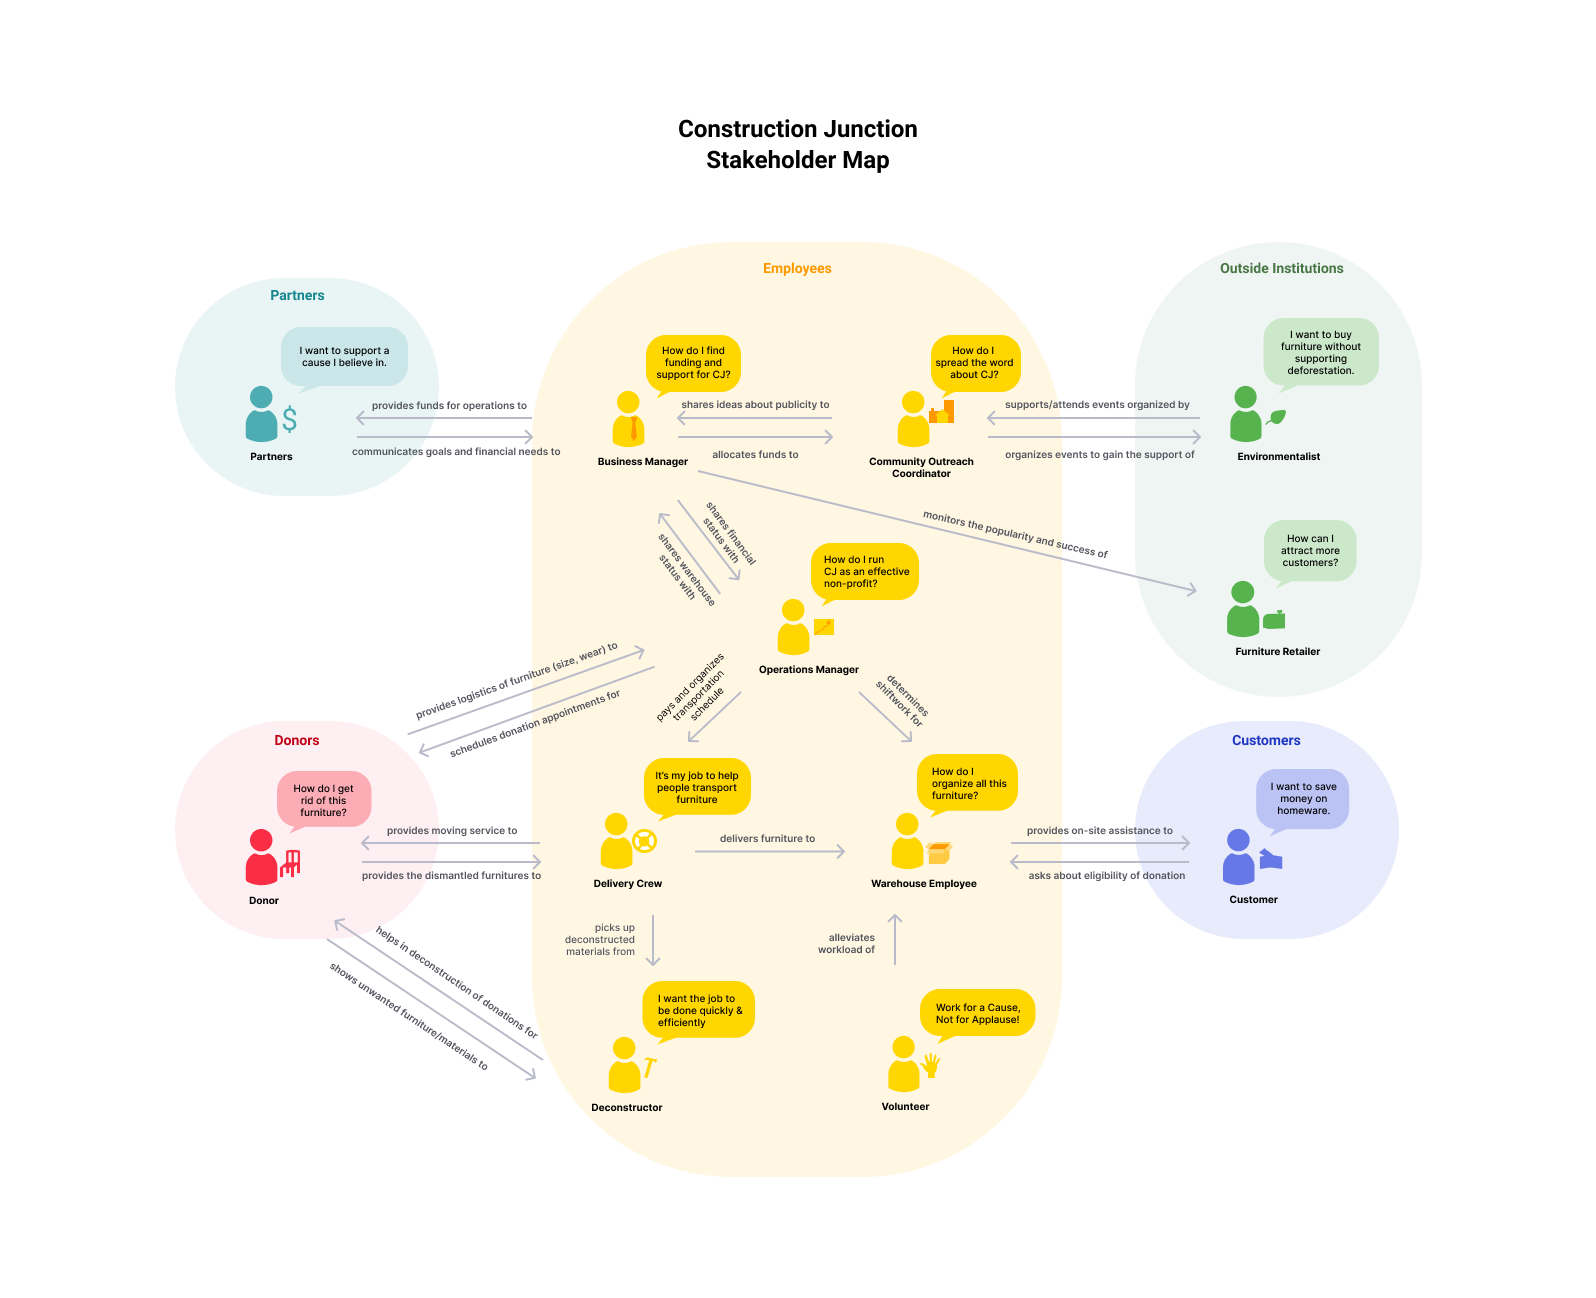 Construction Junction
Stakeholder Map
Employees
Outside Institutions
Partners
I want to support a
cause I believe in.
How do I find
funding and
support for CJ?
How do I
spread the word
about CJ?
I want to buy
furniture without
supporting
deforestation.
provides funds for operations to
communicates goals and financial needs to
Partners
shares ideas about publicity to
allocates funds to
Business Manager
supports/attends events organized by
organizes events to gain the support of
Community Outreach
Coordinator
Environmentalist
monitors the popularity and success of
shares financial
status with
shares warehouse
status with
How do I run
CJ as an effective
non-profit?
How can I
attract more
customers?
Operations Manager
Furniture Retailer
provides logistics of furniture (size, wear) to
schedules donation appointments for
pays and organizes
transportation
schedule
determines
shiftwork for
Donors
Customers
How do I get
rid of this
furniture?
It's my job to help
people transport
furniture
How do I
organize all this
furniture?
I want to save
money on
homeware.
provides moving service to
provides the dismantled furnitures to
delivers furniture to
provides on-site assistance to
asks about eligibility of donation
Donor
Delivery Crew
Warehouse Employee
Customer
helps in deconstruction of donations for
shows unwanted furniture/materials to
picks up
deconstructed
materials from
alleviates
workload of
I want the job to
be done quickly &
efficiently
Work for a Cause,
Not for Applause!
Deconstructor
Volunteer